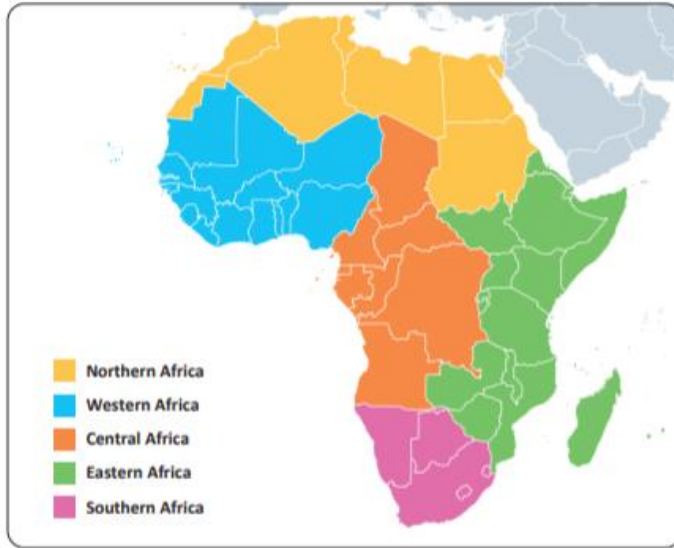 Northern Africa
Western Africa
Central Africa
Eastern Africa
Southern Africa